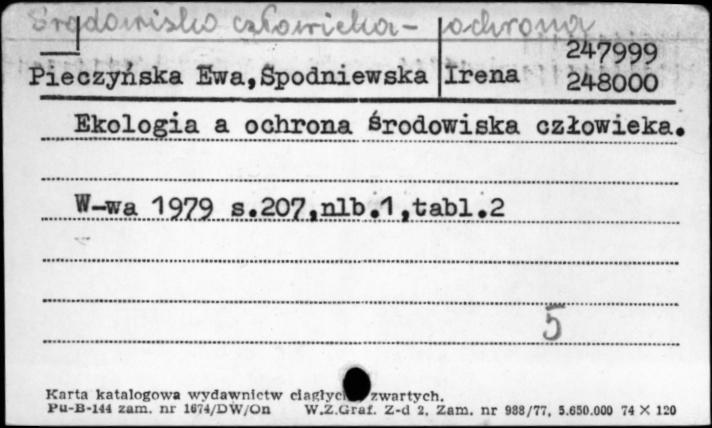 Środowisko człowieka - ochrona
247999
Pieczyńska Ewa,Spodniewska Irena 248000
Ekologia a ochrona środowiska człowieka.
W-wa 1979 s.207,nlb.1,tabl.2
5
Karta katalogowa wydawnictw ciągłych zwartych.
Pu-B-144 zam. nr 1674/DW/On W.Z.Graf. Z-d 2. Zam. nr 988/77, 5.650.000 74 X 120